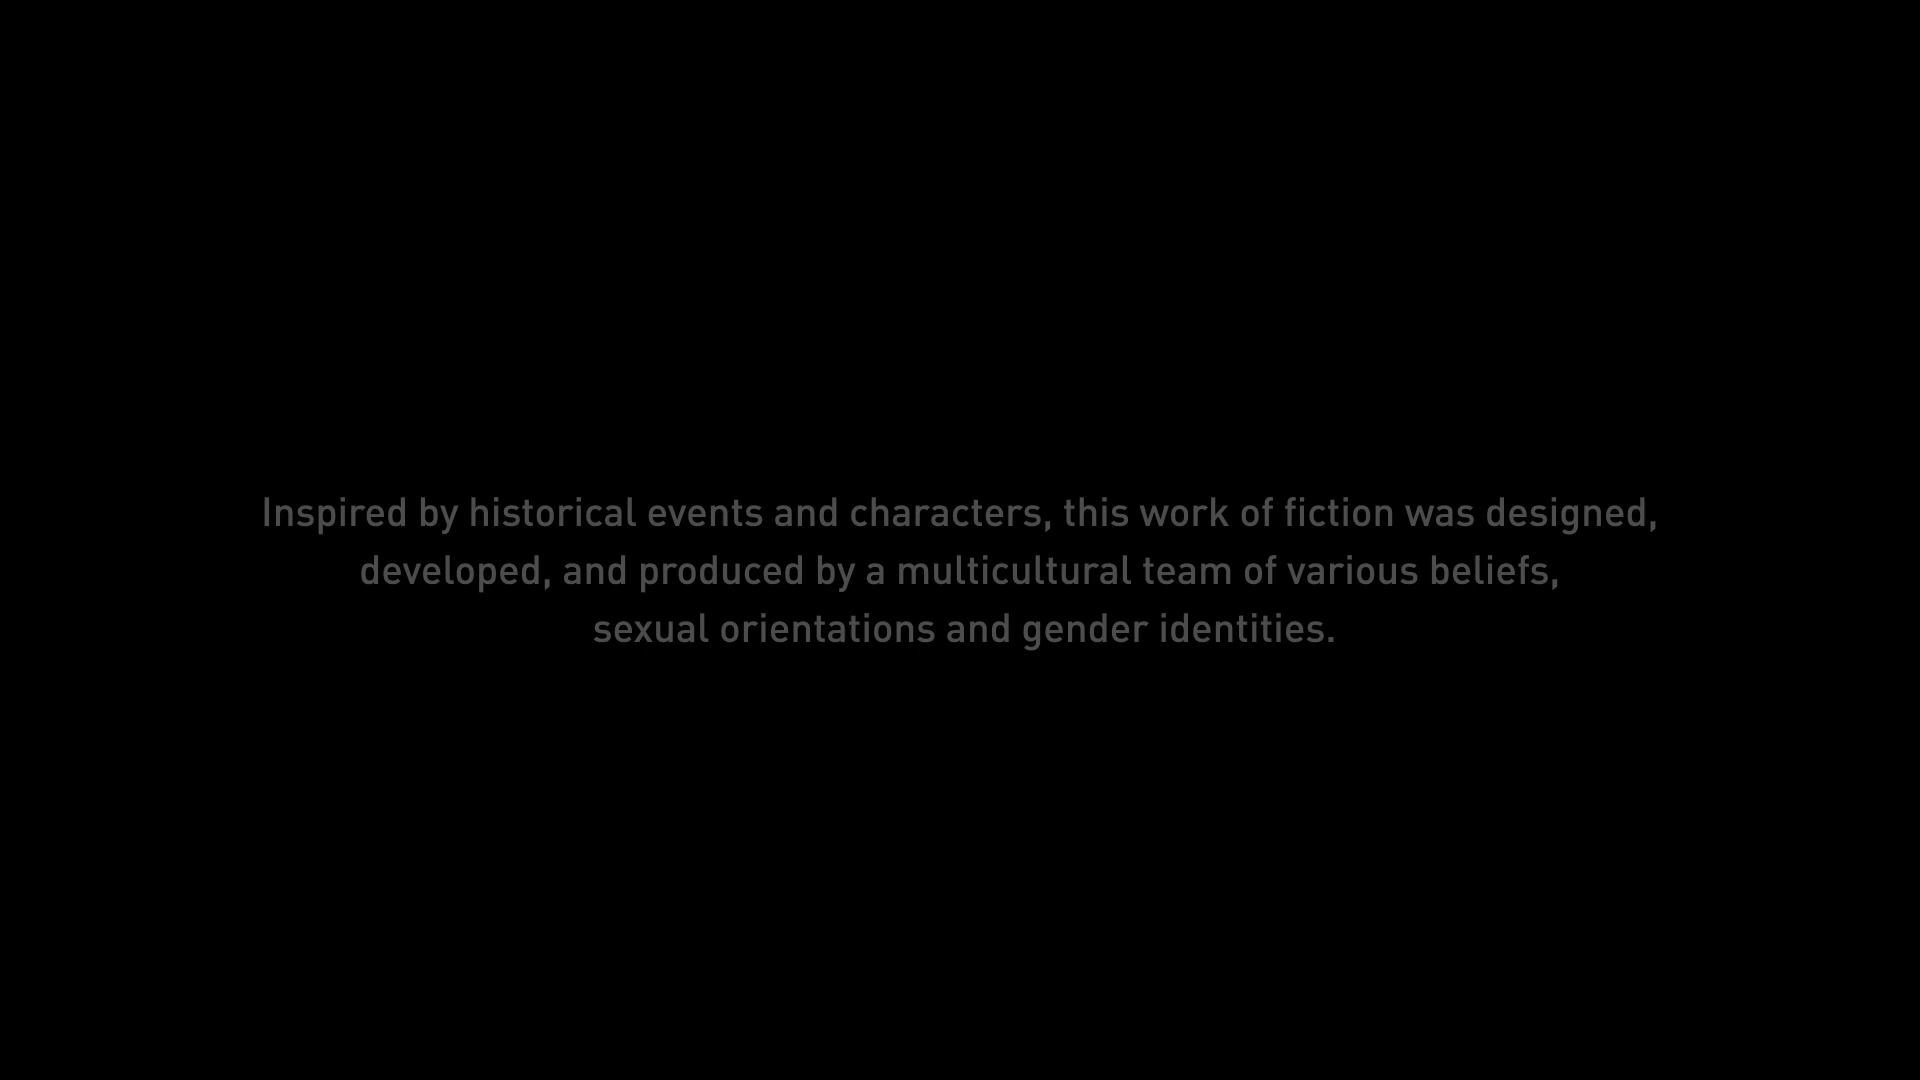 Inspired by historical events and characters, this work of fiction was designed,
developed, and produced by a multicultural team of various beliefs,
sexual orientations and gender identities.